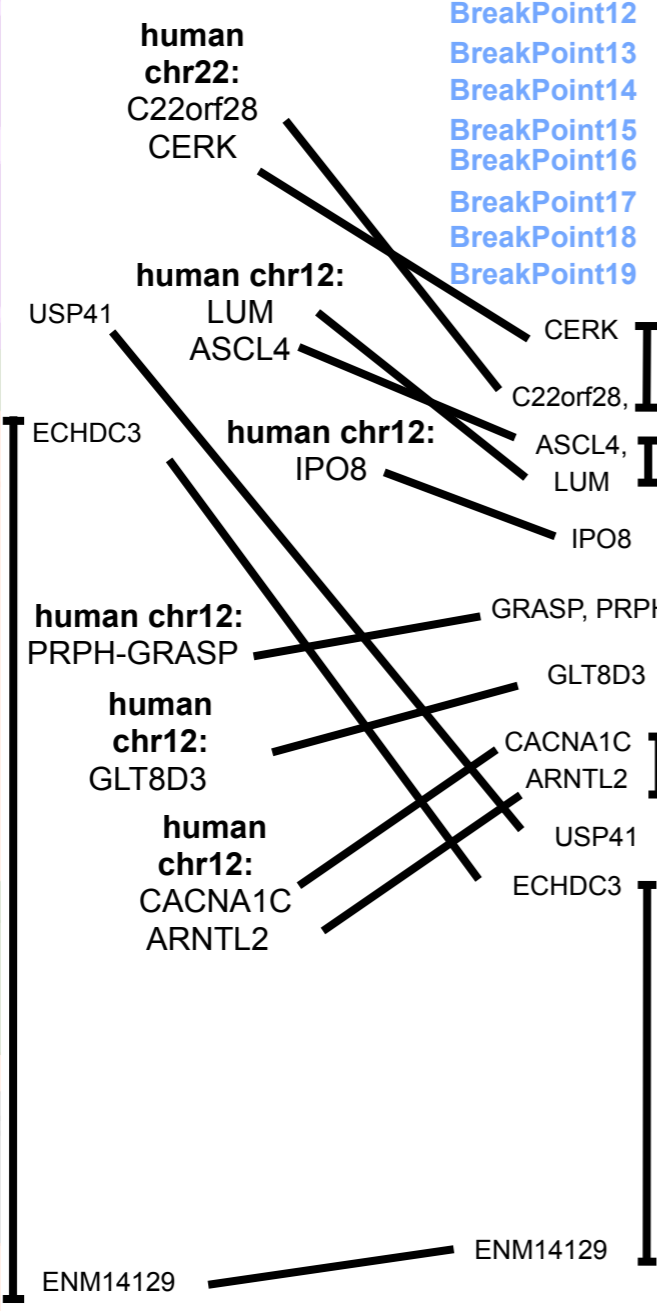 BreakPoint12
human
chr22:
C22orf28
CERK
BreakPoint13
BreakPoint14
BreakPoint15
BreakPoint16
BreakPoint17
BreakPoint18
BreakPoint19
human chr12:
LUM
ASCL4
USP41
ECHDC3
human chr12:
IPO8
CERK
C22orf28,
ASCL4,
LUM
IPO8
human chr12:
PRPH-GRASP
GRASP, PRPH
human
chr12:
GLT8D3
GLT8D3
human
chr12:
CACNA1C
ARNTL2
CACNA1C
ARNTL2
USP41
ECHDC3
ENM14129
ENM14129